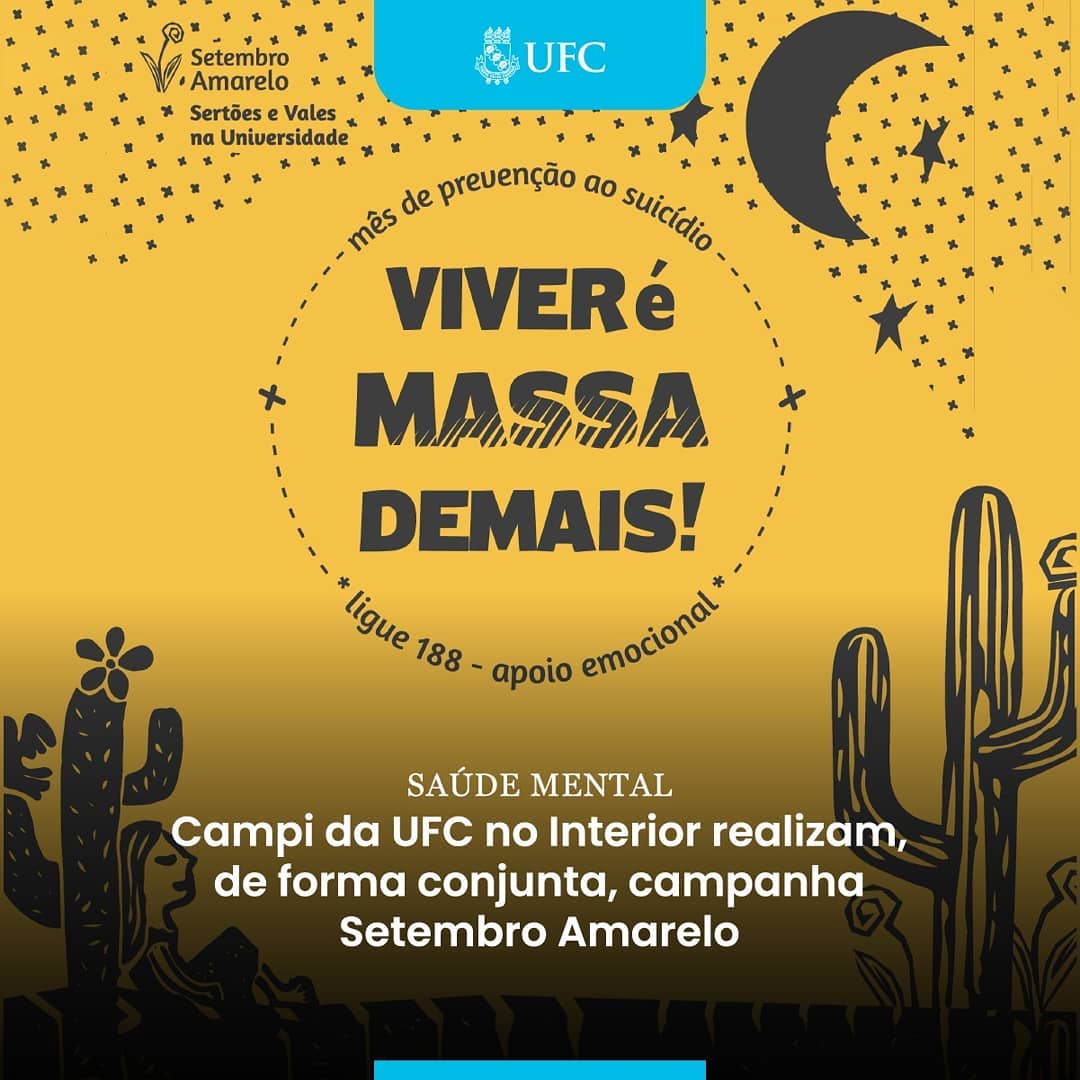 Setembro
Amarelo
Sertões e Vales
na Universidade
UFC
mês de prevenção ao suicídio
VIVER é
MASSA
DEMAIS!
* ligue 188 - apoio emocional *
SAÚDE MENTAL
Campi da UFC no Interior realizam,
de forma conjunta, campanha
Setembro Amarelo